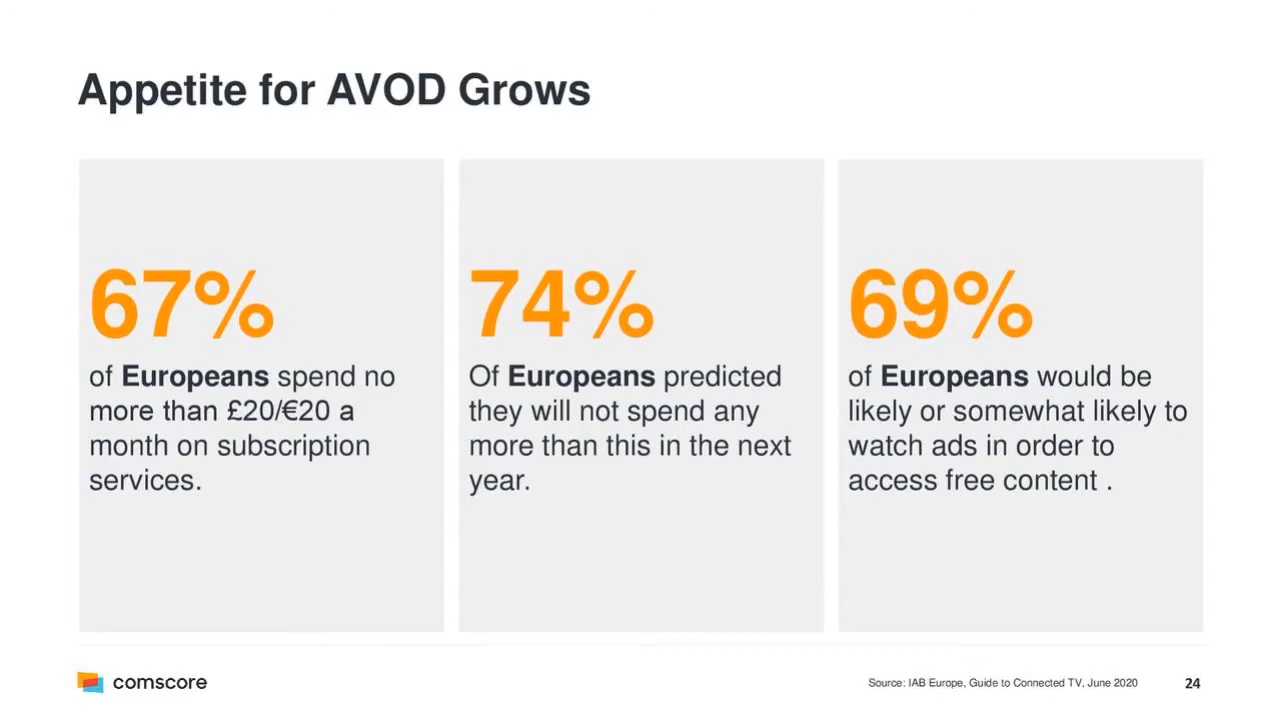 Appetite for AVOD Grows
67%
of Europeans spend no
more than £20/€20 a
month on subscription
services.
74%
Of Europeans predicted
they will not spend any
more than this in the next
year.
69%
of Europeans would be
likely or somewhat likely to
watch ads in order to
access free content .
comscore
Source: IAB Europe, Guide to Connected TV, June 2020
24